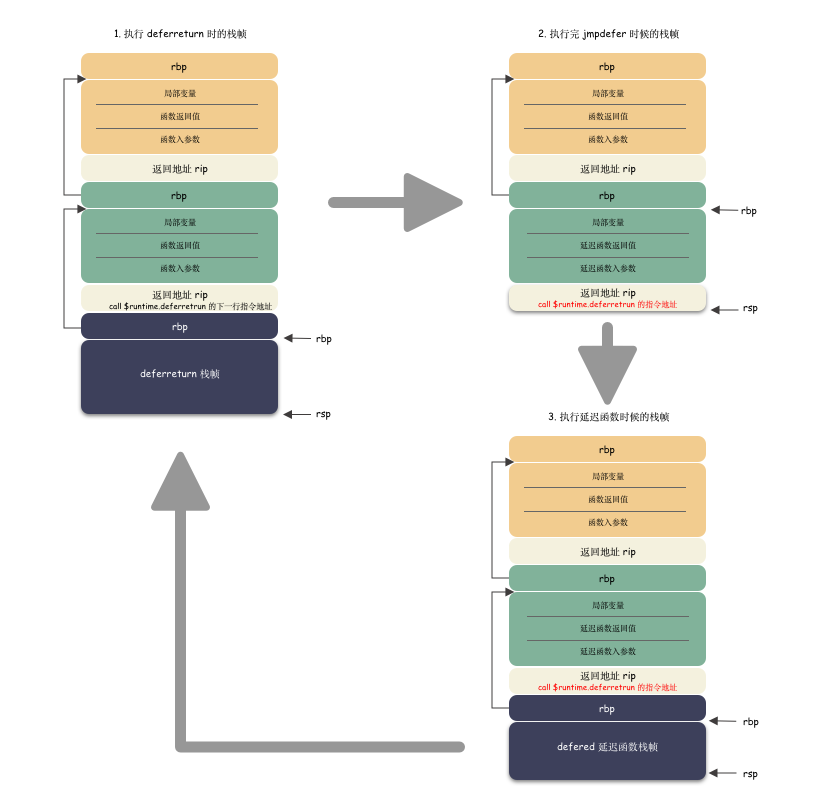 1. 执行 deferreturn 时的栈帧
rbp
局部变量
函数返回值
函数入参数
返回地址 rip
rbp
局部变量
函数返回值
函数入参数
返回地址 rip
call $runtime.deferretrun 的下一行指令地址
rbp
rbp
deferreturn 栈帧
rsp
2. 执行完 jmpdefer 时候的栈帧
rbp
局部变量
函数返回值
函数入参数
返回地址 rip
rbp
rbp
局部变量
延迟函数返回值
延迟函数入参数
返回地址 rip
call $runtime.deferretrun 的指令地址
rsp
3. 执行延迟函数时候的栈帧
rbp
局部变量
函数返回值
函数入参数
返回地址 rip
rbp
局部变量
延迟函数返回值
延迟函数入参数
返回地址 rip
call $runtime.deferretrun 的指令地址
rbp
rbp
defered 延迟函数栈帧
rsp